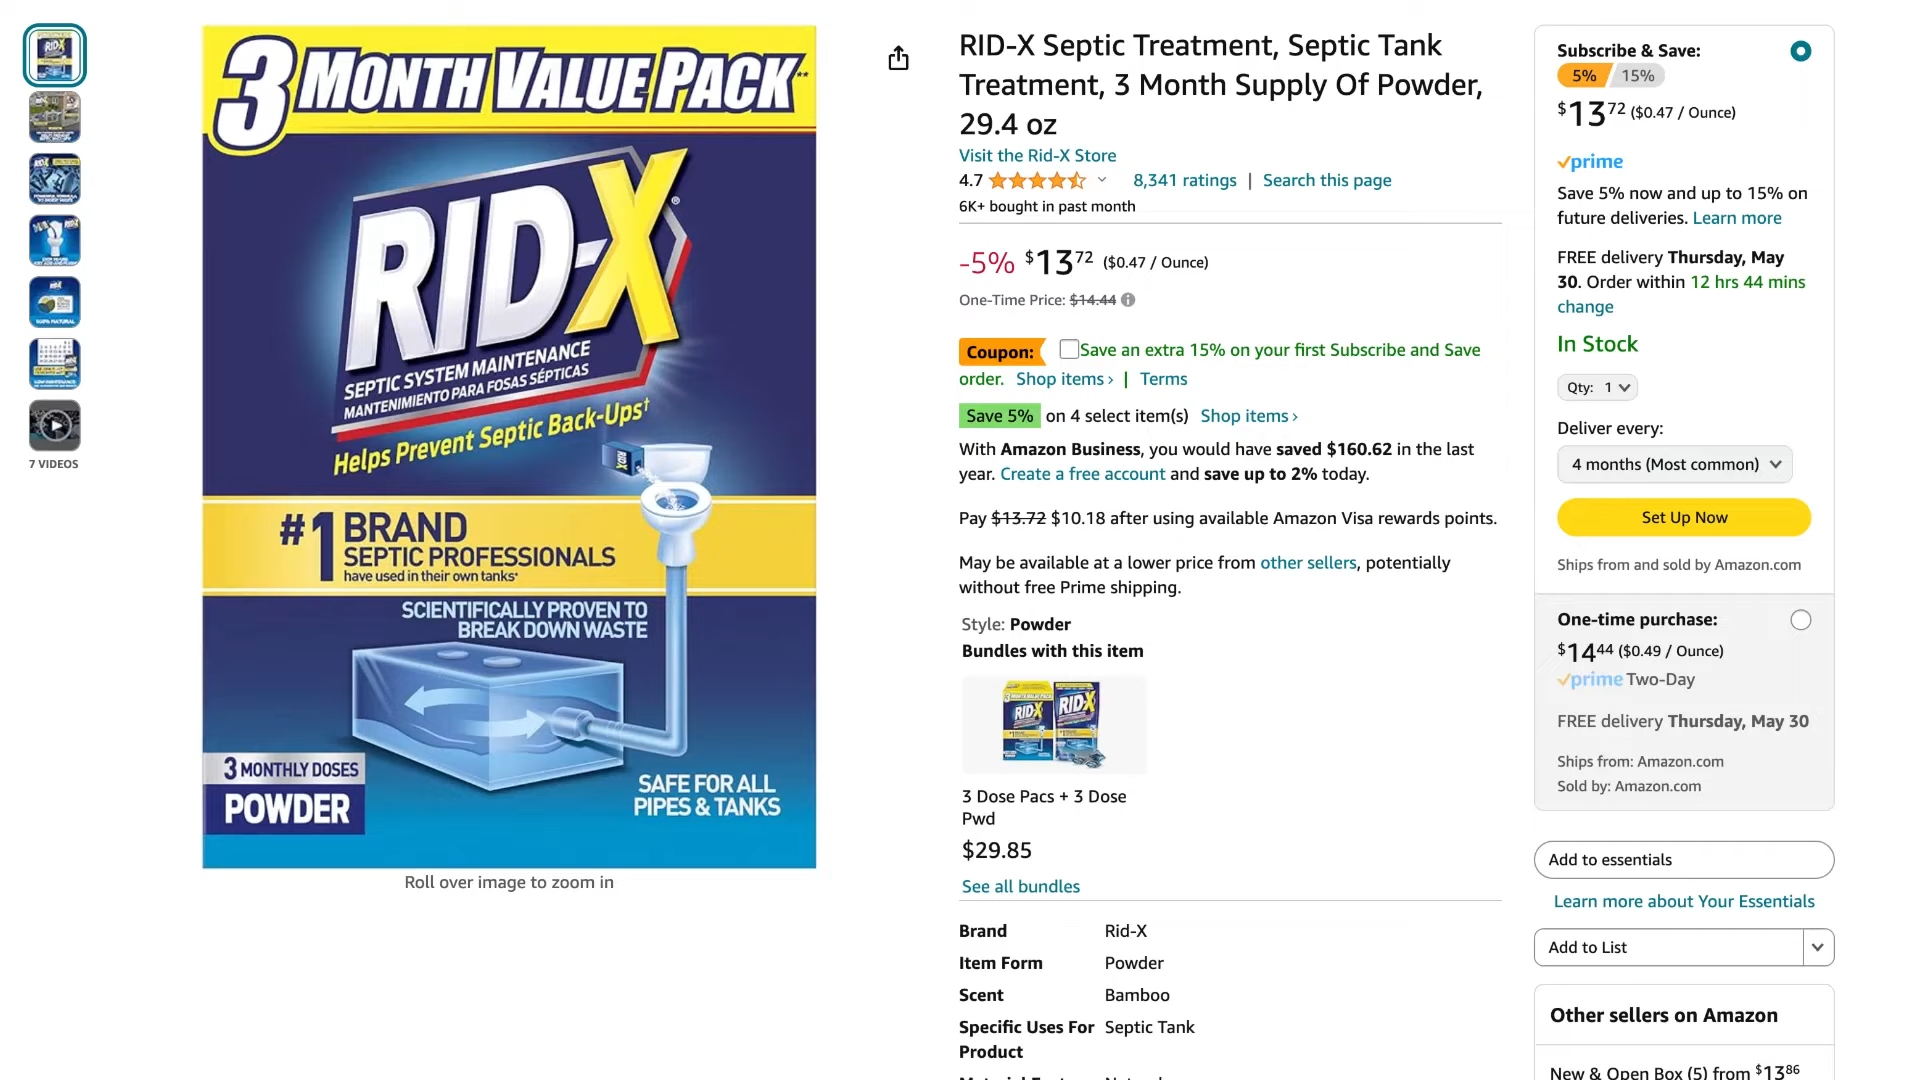 7 VIDEOS
3 MONTH VALUE PACK**
RID-X®
SEPTIC SYSTEM MAINTENANCE
MANTENIMIENTO PARA FOSAS SÉPTICAS
Helps Prevent Septic Back-Ups†
#1 BRAND
SEPTIC PROFESSIONALS
have used in their own tanks*
SCIENTIFICALLY PROVEN TO
BREAK DOWN WASTE
3 MONTHLY DOSES
POWDER
SAFE FOR ALL
PIPES & TANKS
Roll over image to zoom in
RID-X Septic Treatment, Septic Tank
Treatment, 3 Month Supply Of Powder,
29.4 oz
Visit the Rid-X Store
4.7 8,341 ratings | Search this page
6K+ bought in past month
-5% $13.72 ($0.47 / Ounce)
One-Time Price: $14.44
Coupon: Save an extra 15% on your first Subscribe and Save
order. Shop items › | Terms
Save 5% on 4 select item(s) Shop items ›
With Amazon Business, you would have saved $160.62 in the last
year. Create a free account and save up to 2% today.
Pay $13.72 $10.18 after using available Amazon Visa rewards points.
May be available at a lower price from other sellers, potentially
without free Prime shipping.
Style: Powder
Bundles with this item
3 Dose Pacs + 3 Dose
Pwd
$29.85
See all bundles
Brand Rid-X
Item Form Powder
Scent Bamboo
Specific Uses For Septic Tank
Product
Subscribe & Save:
5% 15%
$13.72 ($0.47 / Ounce)
prime
Save 5% now and up to 15% on
future deliveries. Learn more
FREE delivery Thursday, May
30. Order within 12 hrs 44 mins
change
In Stock
Qty: 1
Deliver every:
4 months (Most common)
Set Up Now
Ships from and sold by Amazon.com
One-time purchase:
$14.44 ($0.49 / Ounce)
prime Two-Day
FREE delivery Thursday, May 30
Ships from: Amazon.com
Sold by: Amazon.com
Add to essentials
Learn more about Your Essentials
Add to List
Other sellers on Amazon
New & Open Box (5) from $13.86